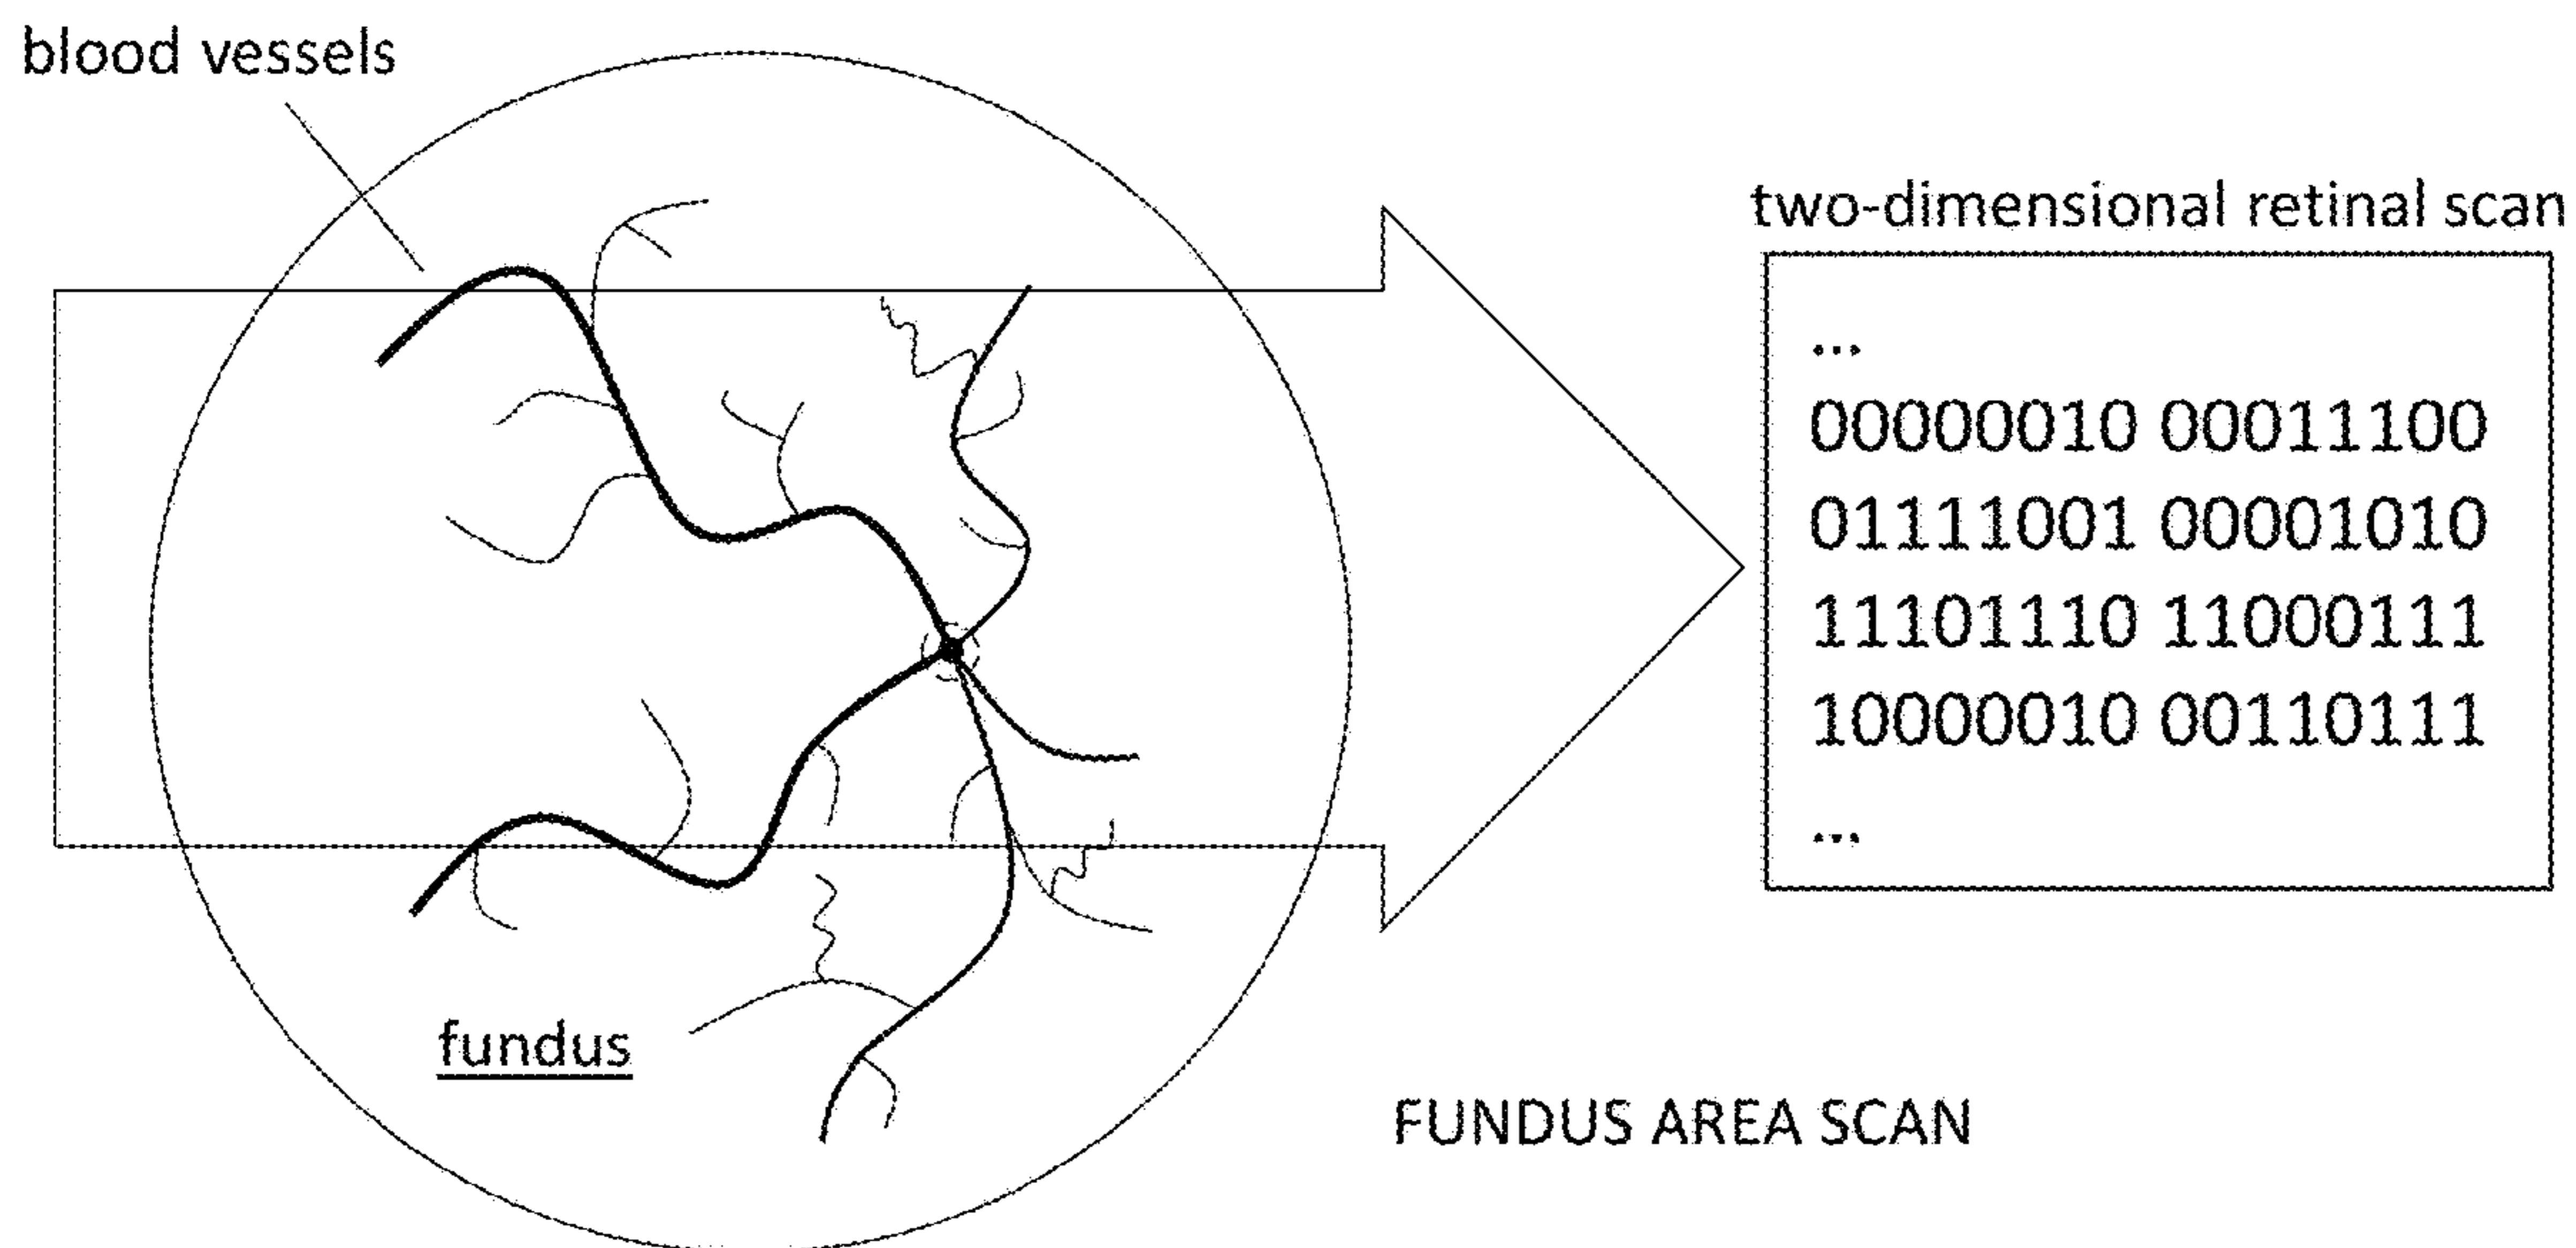 blood vessels
two-dimensional retinal scan
...
00000010 00011100
01111001 00001010
11101110 11000111
10000010 00110111
...
fundus
FUNDUS AREA SCAN